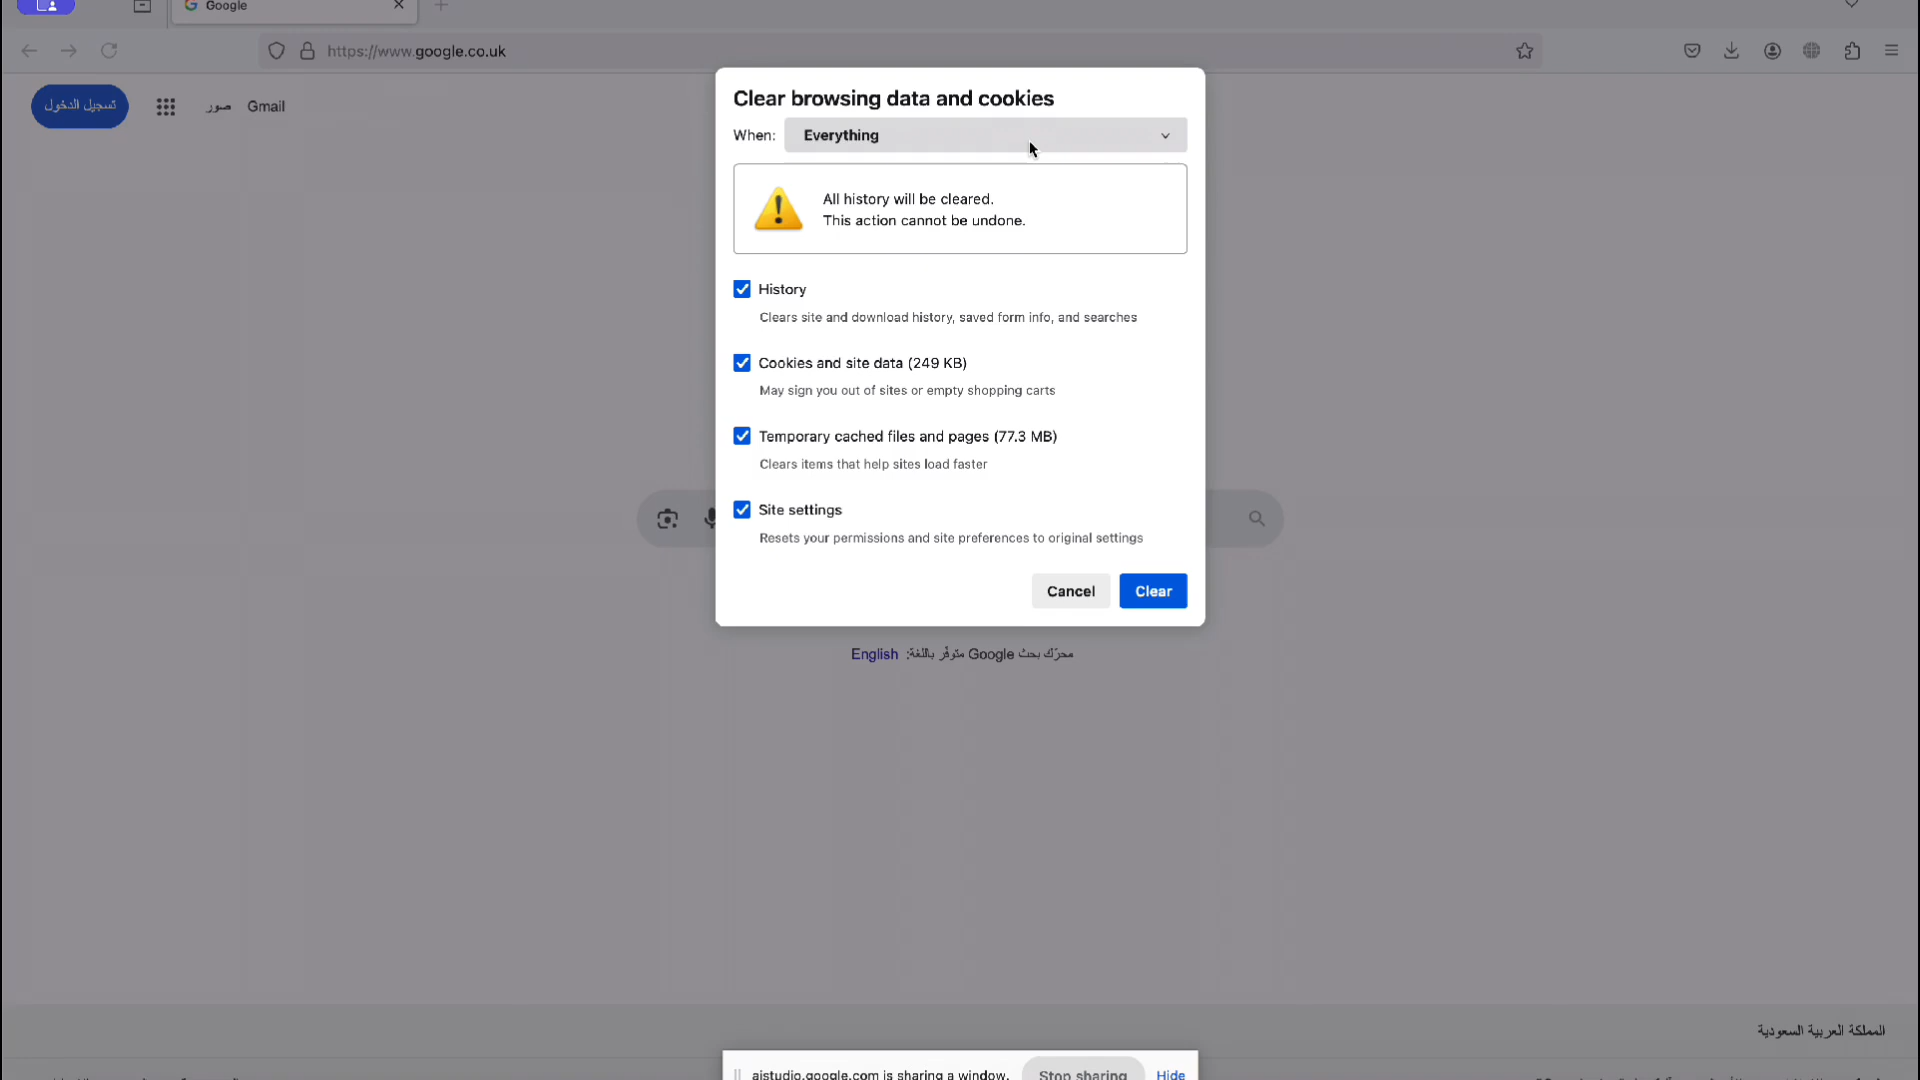 Google
https://www.google.co.uk
تسجيل الدخول
صور
Gmail
Clear browsing data and cookies
When: Everything
All history will be cleared.
This action cannot be undone.
History
Clears site and download history, saved form info, and searches
Cookies and site data (249 KB)
May sign you out of sites or empty shopping carts
Temporary cached files and pages (77.3 MB)
Clears items that help sites load faster
Site settings
Resets your permissions and site preferences to original settings
Cancel
Clear
محرّك بحث Google متوفّر باللغة: English
المملكة العربية السعودية
aistudio.google.com is sharing a window.
Stop sharing
Hide